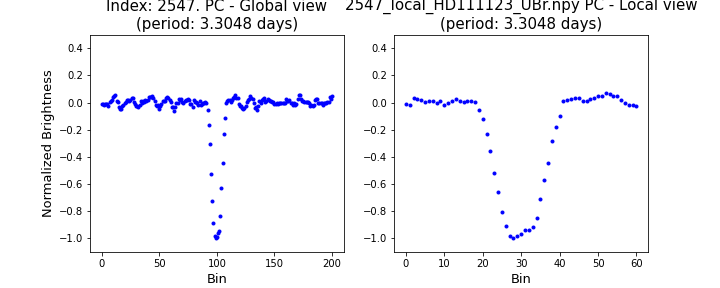 Index: 2547. PC - Global view
(period: 3.3048 days)
2547_local_HD111123_UBr.npy PC - Local view
(period: 3.3048 days)
Normalized Brightness
0.4
0.2
0.0
−0.2
−0.4
−0.6
−0.8
−1.0
0 50 100 150 200
Bin
0.4
0.2
0.0
−0.2
−0.4
−0.6
−0.8
−1.0
0 10 20 30 40 50 60
Bin